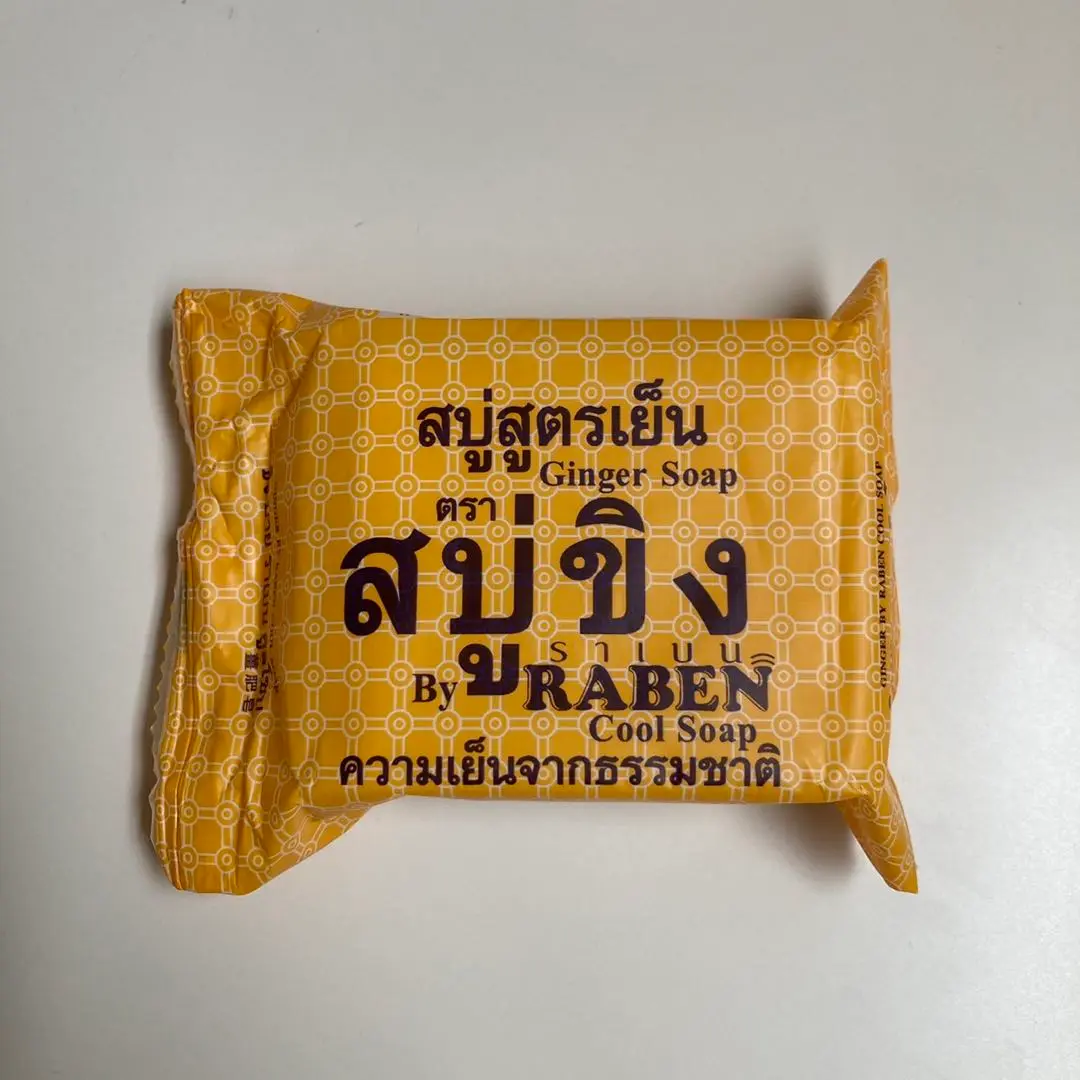 สบู่สูตรเย็น
Ginger Soap
ตรา
สบู่ขิง
ราเบน
By RABEN
Cool Soap
ความเย็นจากธรรมชาติ
GINGER BY RABEN COOL SOAP